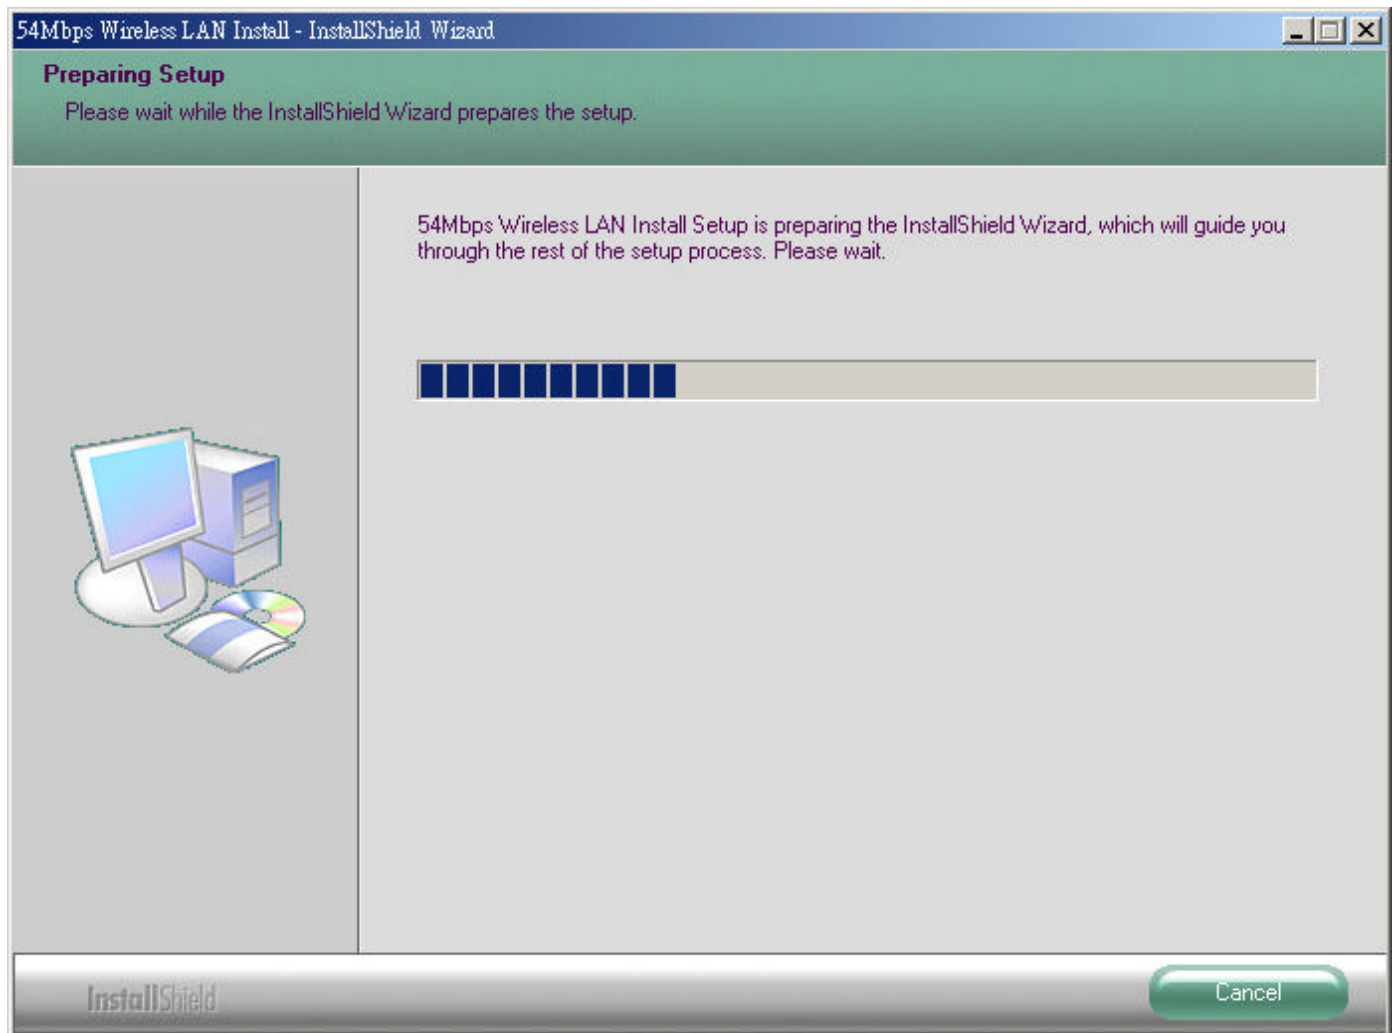 54Mbps Wireless LAN Install - InstallShield Wizard
Preparing Setup
Please wait while the InstallShield Wizard prepares the setup.
54Mbps Wireless LAN Install Setup is preparing the InstallShield Wizard, which will guide you
through the rest of the setup process. Please wait.
InstallShield
Cancel